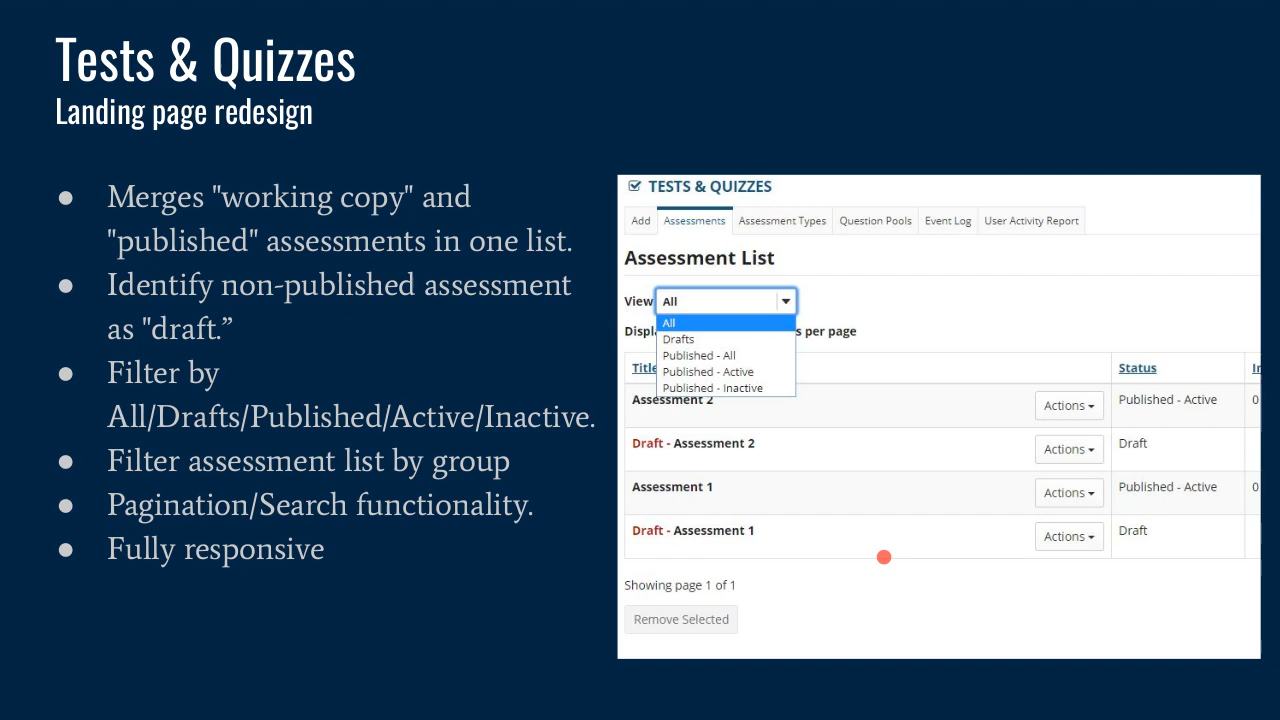 Tests & Quizzes
Landing page redesign
● Merges "working copy" and
"published" assessments in one list.
● Identify non-published assessment
as "draft.”
● Filter by
All/Drafts/Published/Active/Inactive.
● Filter assessment list by group
● Pagination/Search functionality.
● Fully responsive
TESTS & QUIZZES
Add Assessments Assessment Types Question Pools Event Log User Activity Report
Assessment List
View All
All
Drafts
Published - All
Published - Active
Published - Inactive
per page
Title Status
Assessment 2 Actions Published - Active 0
Draft - Assessment 2 Actions Draft
Assessment 1 Actions Published - Active 0
Draft - Assessment 1 Actions Draft
Showing page 1 of 1
Remove Selected